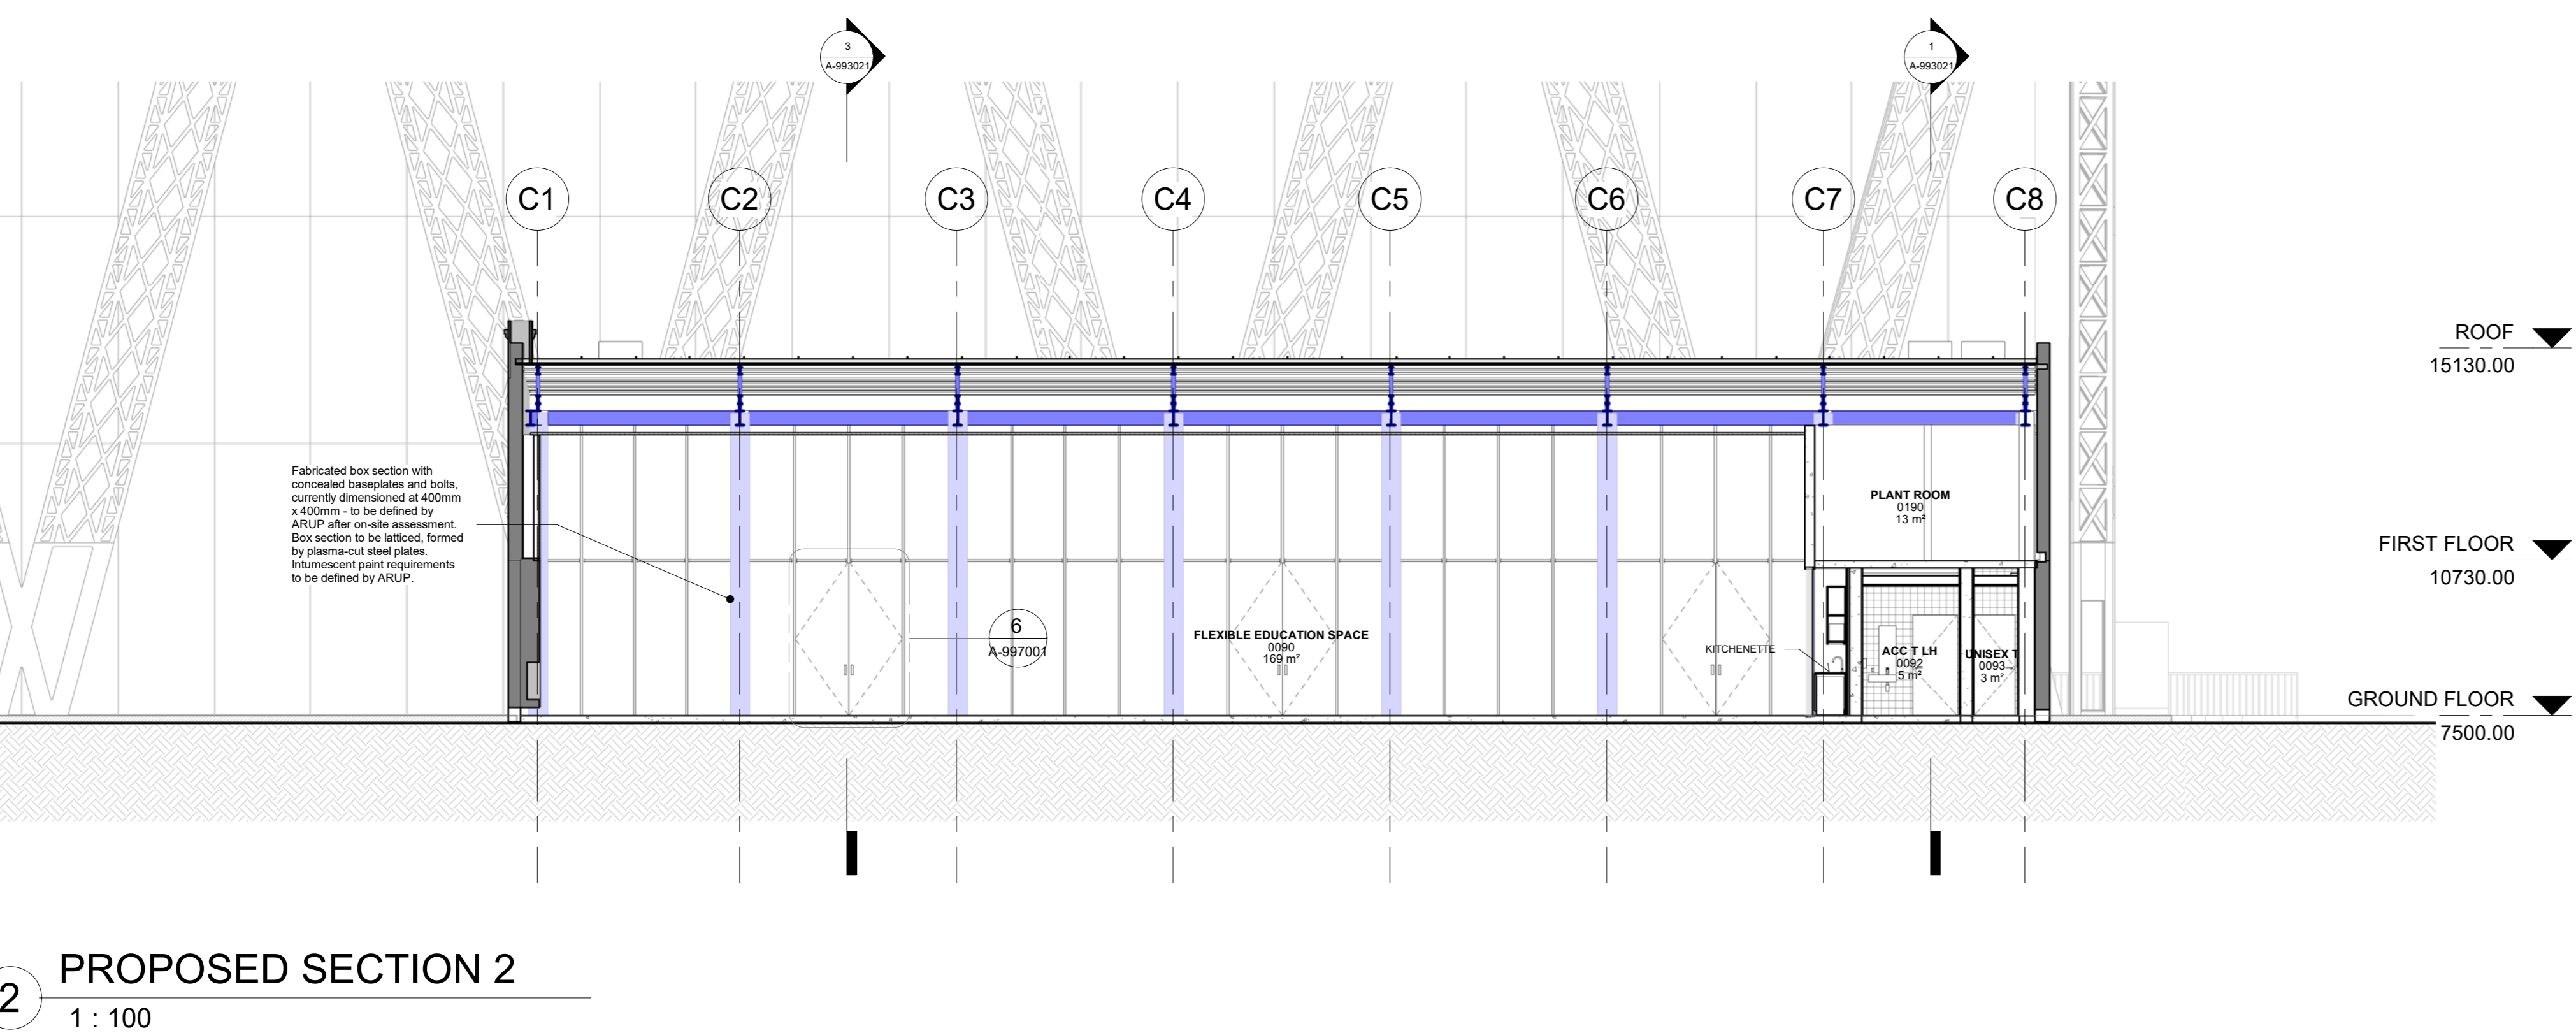 3
A-993021
1
A-993021
C1
C2
C3
C4
C5
C6
C7
C8
ROOF
15130.00
Fabricated box section with
concealed baseplates and bolts,
currently dimensioned at 400mm
x 400mm - to be defined by
ARUP after on-site assessment.
Box section to be latticed, formed
by plasma-cut steel plates.
Intumescent paint requirements
to be defined by ARUP.
PLANT ROOM
0190
13 m²
FIRST FLOOR
10730.00
6
A-997001
FLEXIBLE EDUCATION SPACE
0090
169 m²
KITCHENETTE
ACC T LH
0092
5 m²
UNISEX T
0093
3 m²
GROUND FLOOR
7500.00
2
PROPOSED SECTION 2
1 : 100